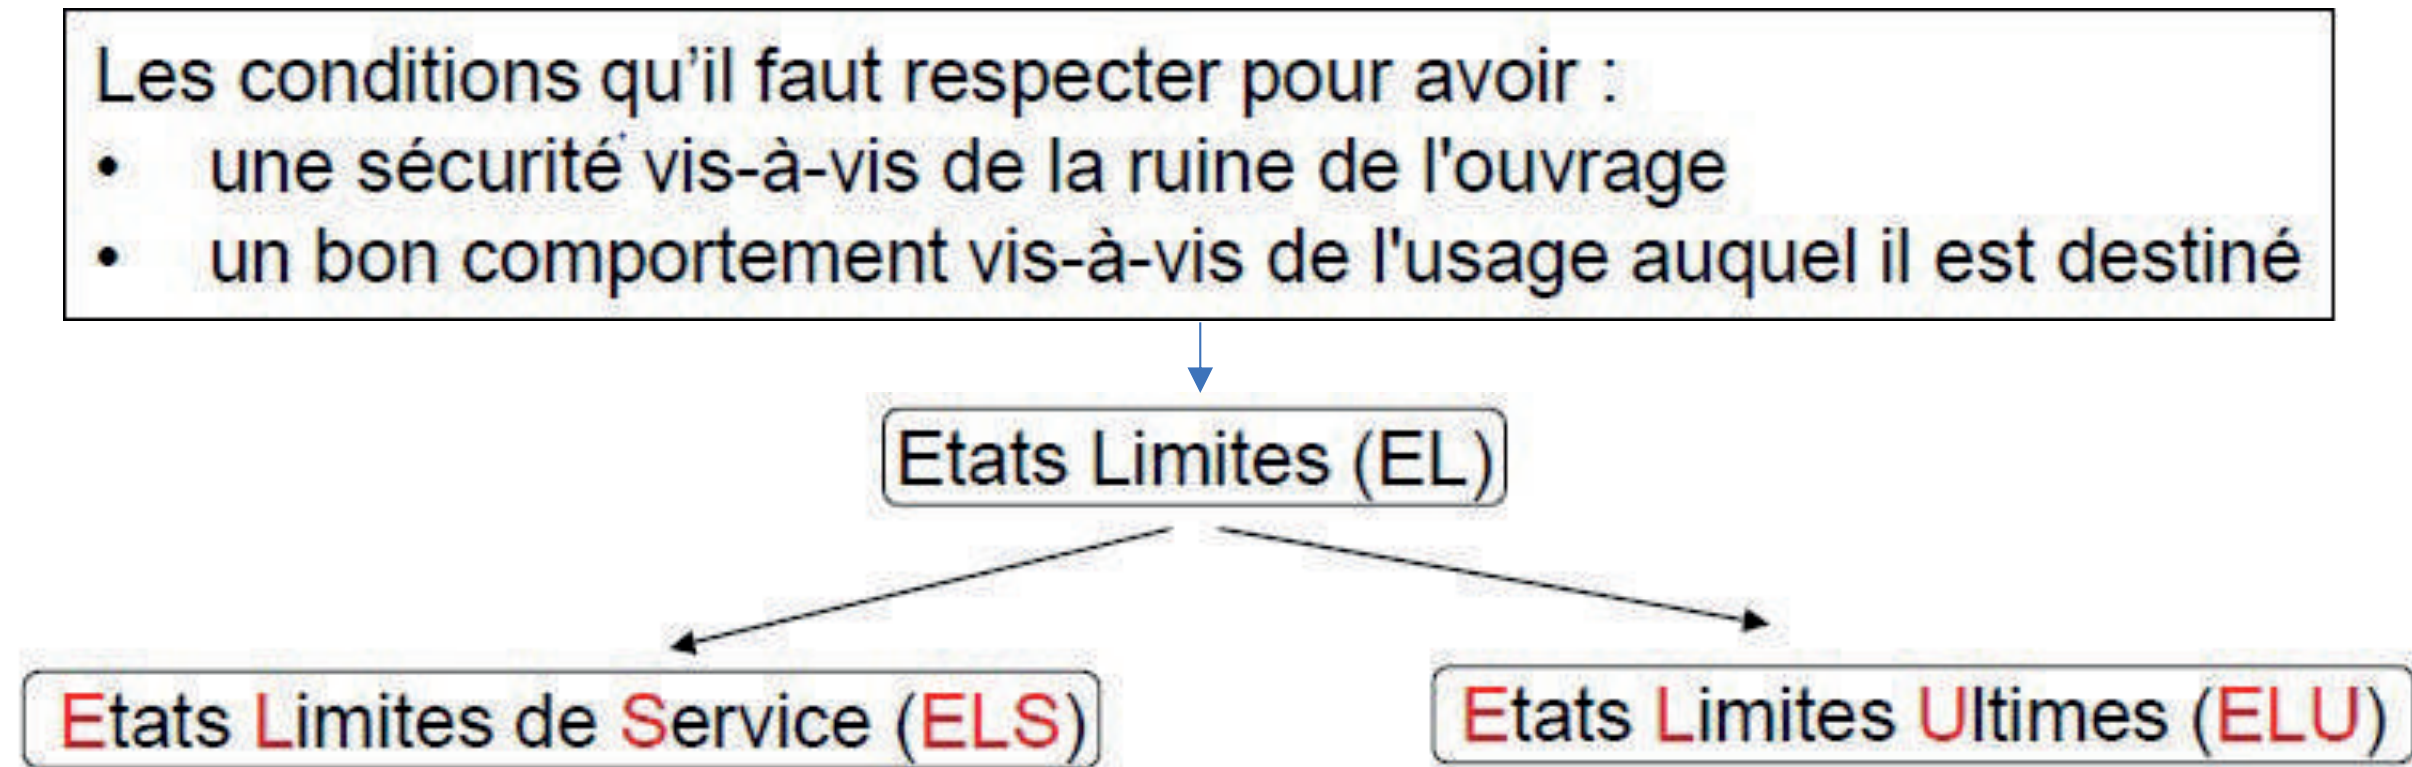 Les conditions qu'il faut respecter pour avoir :
• une sécurité vis-à-vis de la ruine de l'ouvrage
• un bon comportement vis-à-vis de l'usage auquel il est destiné
Etats Limites (EL)
Etats Limites de Service (ELS)
Etats Limites Ultimes (ELU)